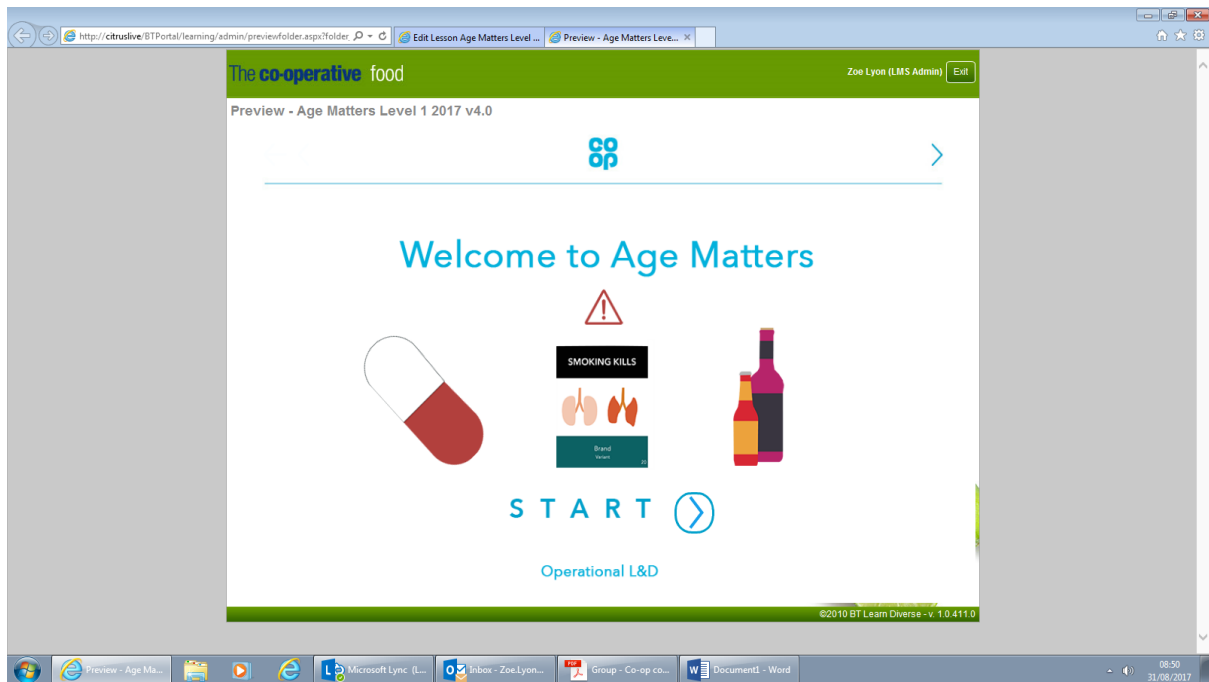 http://citruslive/BTPortal/learning/admin/previewfolder.aspx?folder
Edit Lesson Age Matters Level ...
Preview - Age Matters Leve...
The co-operative food
Zoe Lyon (LMS Admin)
Exit
Preview - Age Matters Level 1 2017 v4.0
CO
OP
Welcome to Age Matters
SMOKING KILLS
Brand
Variant
25
START
Operational L&D
©2010 BT Learn Diverse - v. 1.0.411.0
Preview - Age Ma...
Microsoft Lync (L...
Inbox - Zoe.Lyon...
Group - Co-op co...
Document1 - Word
08:50
31/08/2017